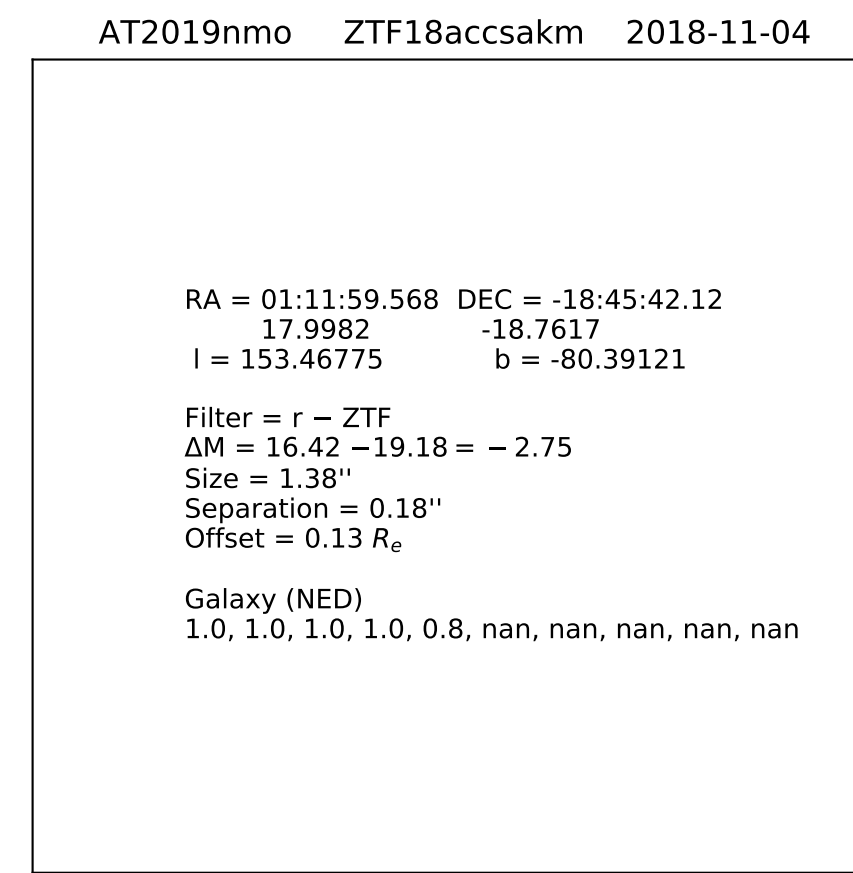 AT2019nmo ZTF18accsakm 2018-11-04
RA = 01:11:59.568 DEC = -18:45:42.12
17.9982 -18.7617
l = 153.46775 b = -80.39121
Filter = r − ZTF
ΔM = 16.42 −19.18 = − 2.75
Size = 1.38''
Separation = 0.18''
Offset = 0.13 Re
Galaxy (NED)
1.0, 1.0, 1.0, 1.0, 0.8, nan, nan, nan, nan, nan